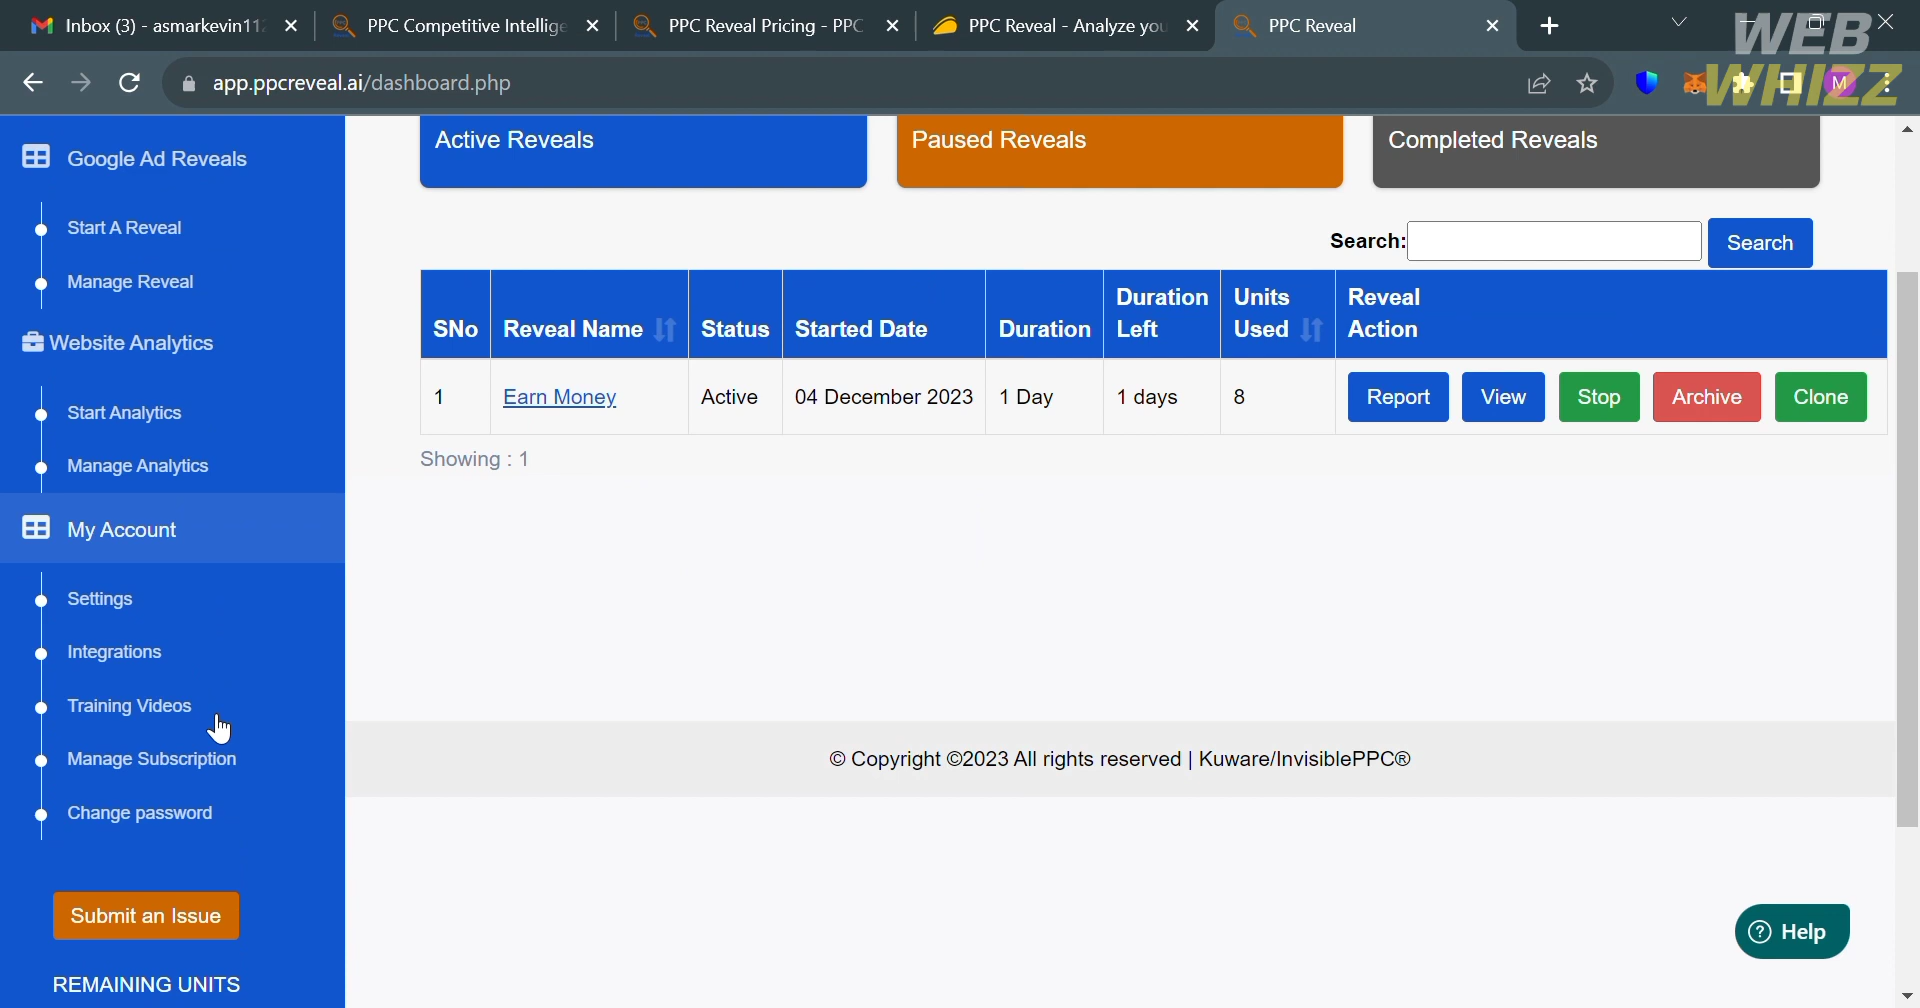 Inbox (3) - asmarkevin112
PPC Competitive Intellige
PPC Reveal Pricing - PPC
PPC Reveal - Analyze you
PPC Reveal
WEB
WHIZZ
app.ppcreveal.ai/dashboard.php
M
Google Ad Reveals
Start A Reveal
Manage Reveal
Website Analytics
Start Analytics
Manage Analytics
My Account
Settings
Integrations
Training Videos
Manage Subscription
Change password
Submit an Issue
REMAINING UNITS
Active Reveals
Paused Reveals
Completed Reveals
Search:
Search
SNo Reveal Name Status Started Date Duration Duration Left Units Used Reveal Action
1 Earn Money Active 04 December 2023 1 Day 1 days 8 Report View Stop Archive Clone
Showing : 1
© Copyright ©2023 All rights reserved | Kuware/InvisiblePPC®
? Help